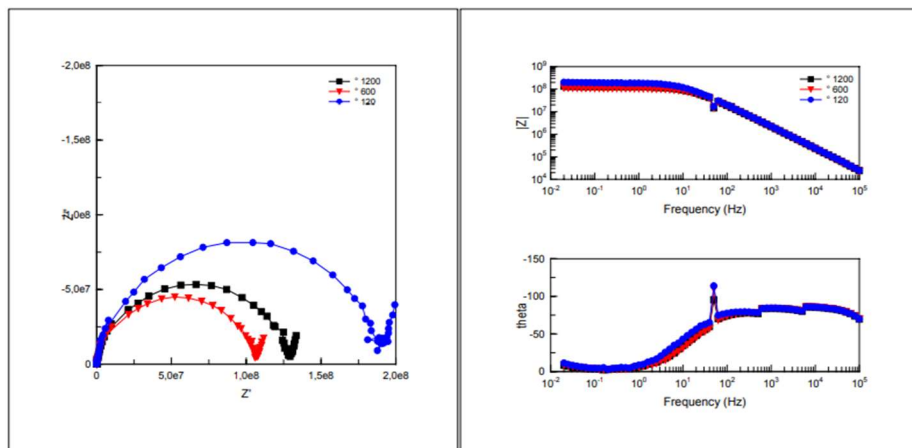 -2,0e8
-1,5e8
-5,0e7
0
0
5,0e7
1,0e8
1,5e8
2,0e8
Z'
° 1200
° 600
° 120
10⁹
10⁸
10⁷
10⁶
10⁵
10⁴
|Z|
10⁻² 10⁻¹ 10⁰ 10¹ 10² 10³ 10⁴ 10⁵
Frequency (Hz)
° 1200
° 600
° 120
-150
-100
-50
0
theta
10⁻² 10⁻¹ 10⁰ 10¹ 10² 10³ 10⁴ 10⁵
Frequency (Hz)